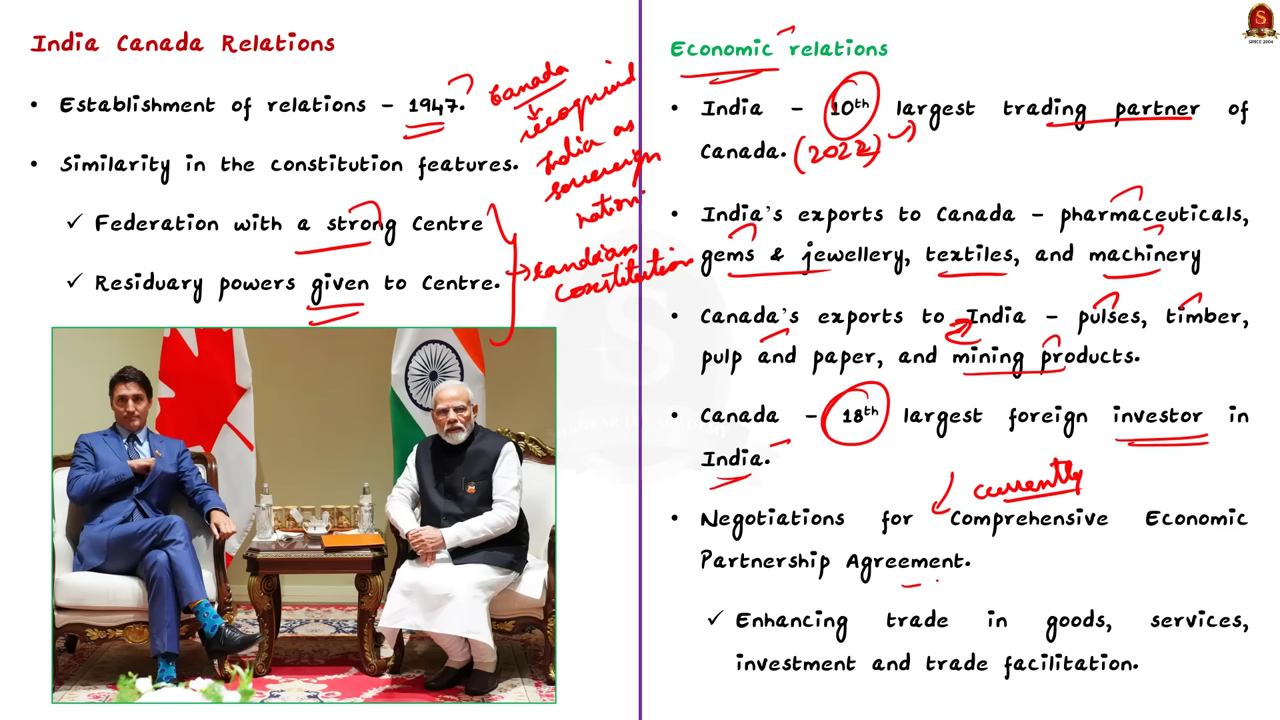 India Canada Relations
• Establishment of relations – 1947.
Canada
recognized
India as
sovereign
nation.
• Similarity in the constitution features.
✓ Federation with a strong Centre
✓ Residuary powers given to Centre.
Canadian
Constitution
Economic relations
• India – 10th largest trading partner of
Canada. (2022)
• India's exports to Canada – pharmaceuticals,
gems & jewellery, textiles, and machinery
• Canada's exports to India – pulses, timber,
pulp and paper, and mining products.
• Canada – 18th largest foreign investor in
India.
currently
• Negotiations for Comprehensive Economic
Partnership Agreement.
✓ Enhancing trade in goods, services,
investment and trade facilitation.
S
SINCE 2004